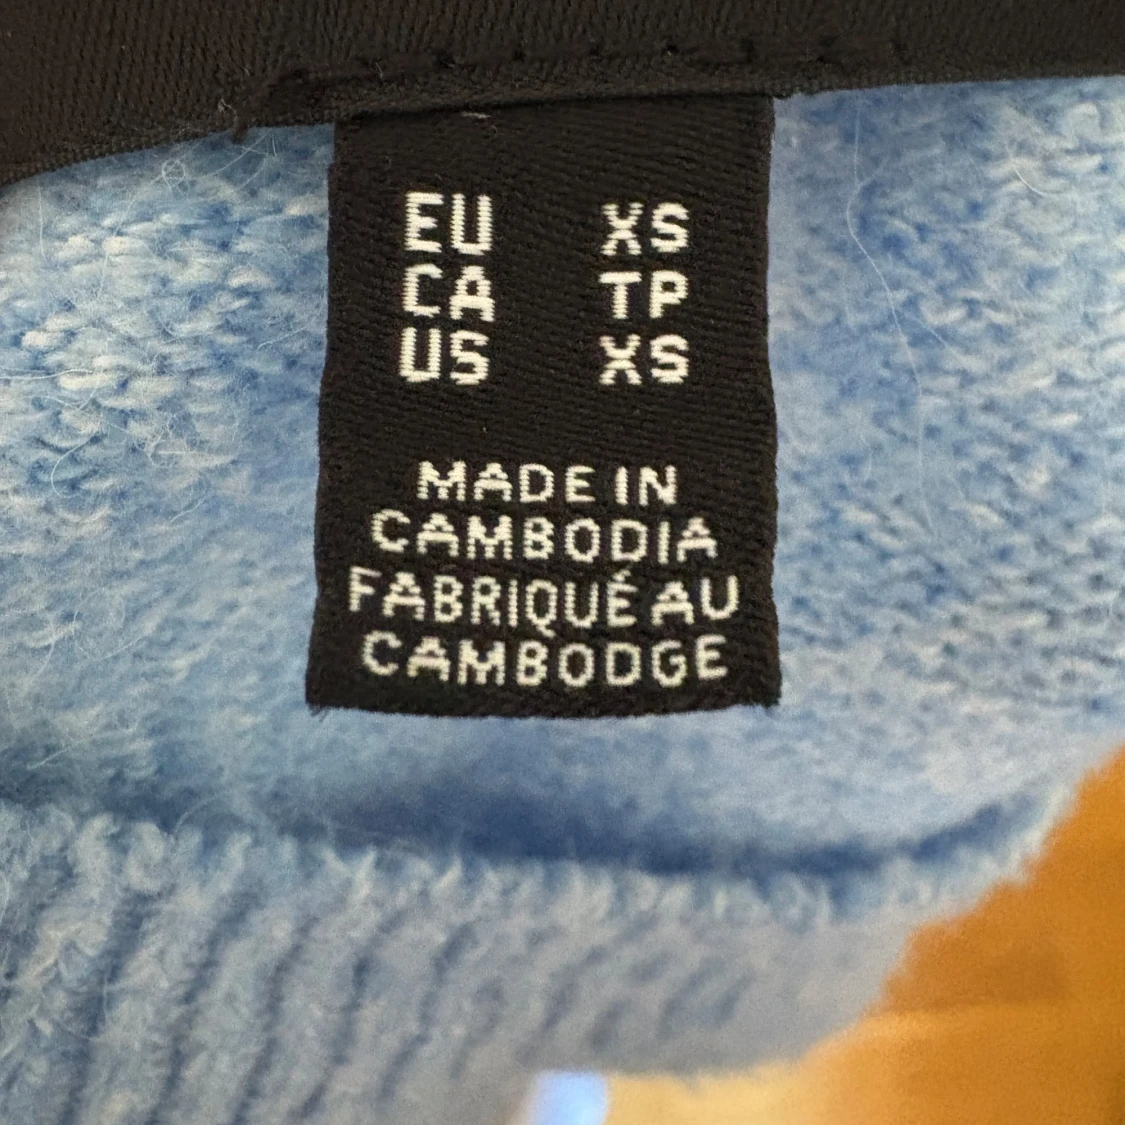 EU XS
CA TP
US XS
MADE IN
CAMBODIA
FABRIQUÉ AU
CAMBODGE